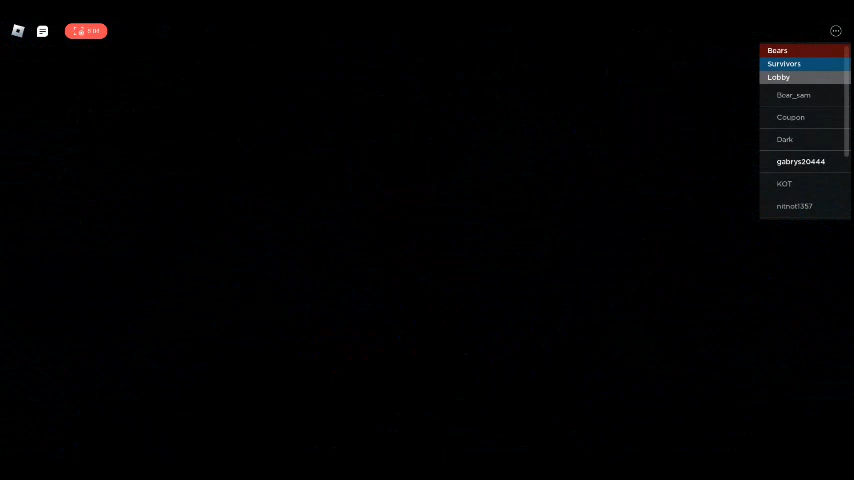 Bears
Survivors
Lobby
Bear_sam
Coupon
Dark
gabrys20444
KOT
nitnot1357